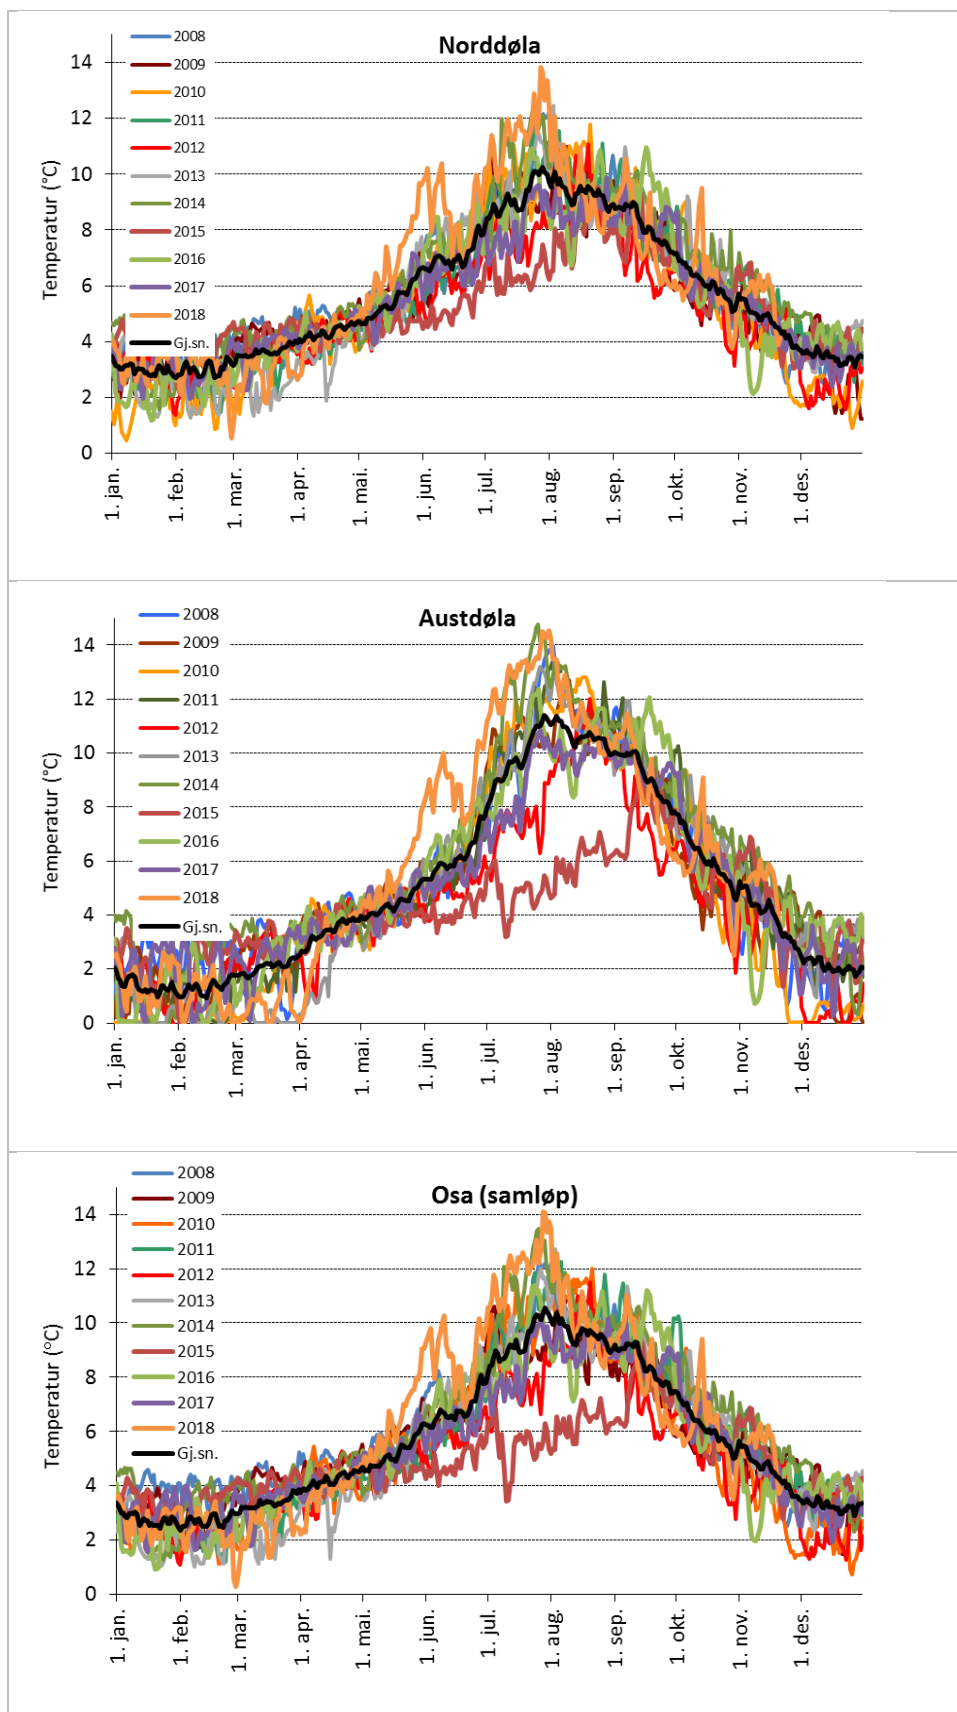 Norddøla
2008
2009
2010
2011
2012
2013
2014
2015
2016
2017
2018
Gj.sn.
Temperatur (°C)
14
12
10
8
6
4
2
0
1. jan.
1. feb.
1. mar.
1. apr.
1. mai.
1. jun.
1. jul.
1. aug.
1. sep.
1. okt.
1. nov.
1. des.
Austdøla
2008
2009
2010
2011
2012
2013
2014
2015
2016
2017
2018
Gj.sn.
Temperatur (°C)
14
12
10
8
6
4
2
0
1. jan.
1. feb.
1. mar.
1. apr.
1. mai.
1. jun.
1. jul.
1. aug.
1. sep.
1. okt.
1. nov.
1. des.
Osa (samløp)
2008
2009
2010
2011
2012
2013
2014
2015
2016
2017
2018
Gj.sn.
Temperatur (°C)
14
12
10
8
6
4
2
0
1. jan.
1. feb.
1. mar.
1. apr.
1. mai.
1. jun.
1. jul.
1. aug.
1. sep.
1. okt.
1. nov.
1. des.